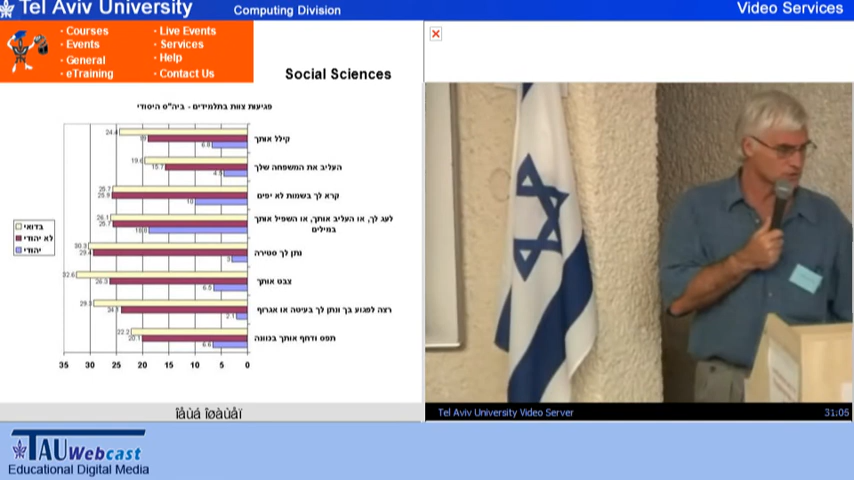 Tel Aviv University
Computing Division
Video Services
- Courses
- Events
- General
- eTraining
- Live Events
- Services
- Help
- Contact Us
Social Sciences
פגיעות צוות בתלמידים - ביה"ס היסודי
קילל אותך
העליב את המשפחה שלך
קרא לך בשמות לא יפים
לעג לך, או העליב אותך, או השפיל אותך
במילים
נתן לך סטירה
צבט אותך
רצה לפגוע בך ונתן לך בעיטה או אגרוף
תפס ודחף אותך בכוונה
24.4
19
6.8
19.6
15.7
4.5
25.7
25.9
10
26.1
25.7
18.8
30.3
29.4
3
32.6
26.3
6.5
29.3
2.1
22.2
20.1
6.6
בדואי
לא יהודי
יהודי
35 30 25 20 15 10 5 0
îåùá îøàùåï
Tel Aviv University Video Server
31:05
TAU Webcast
Educational Digital Media